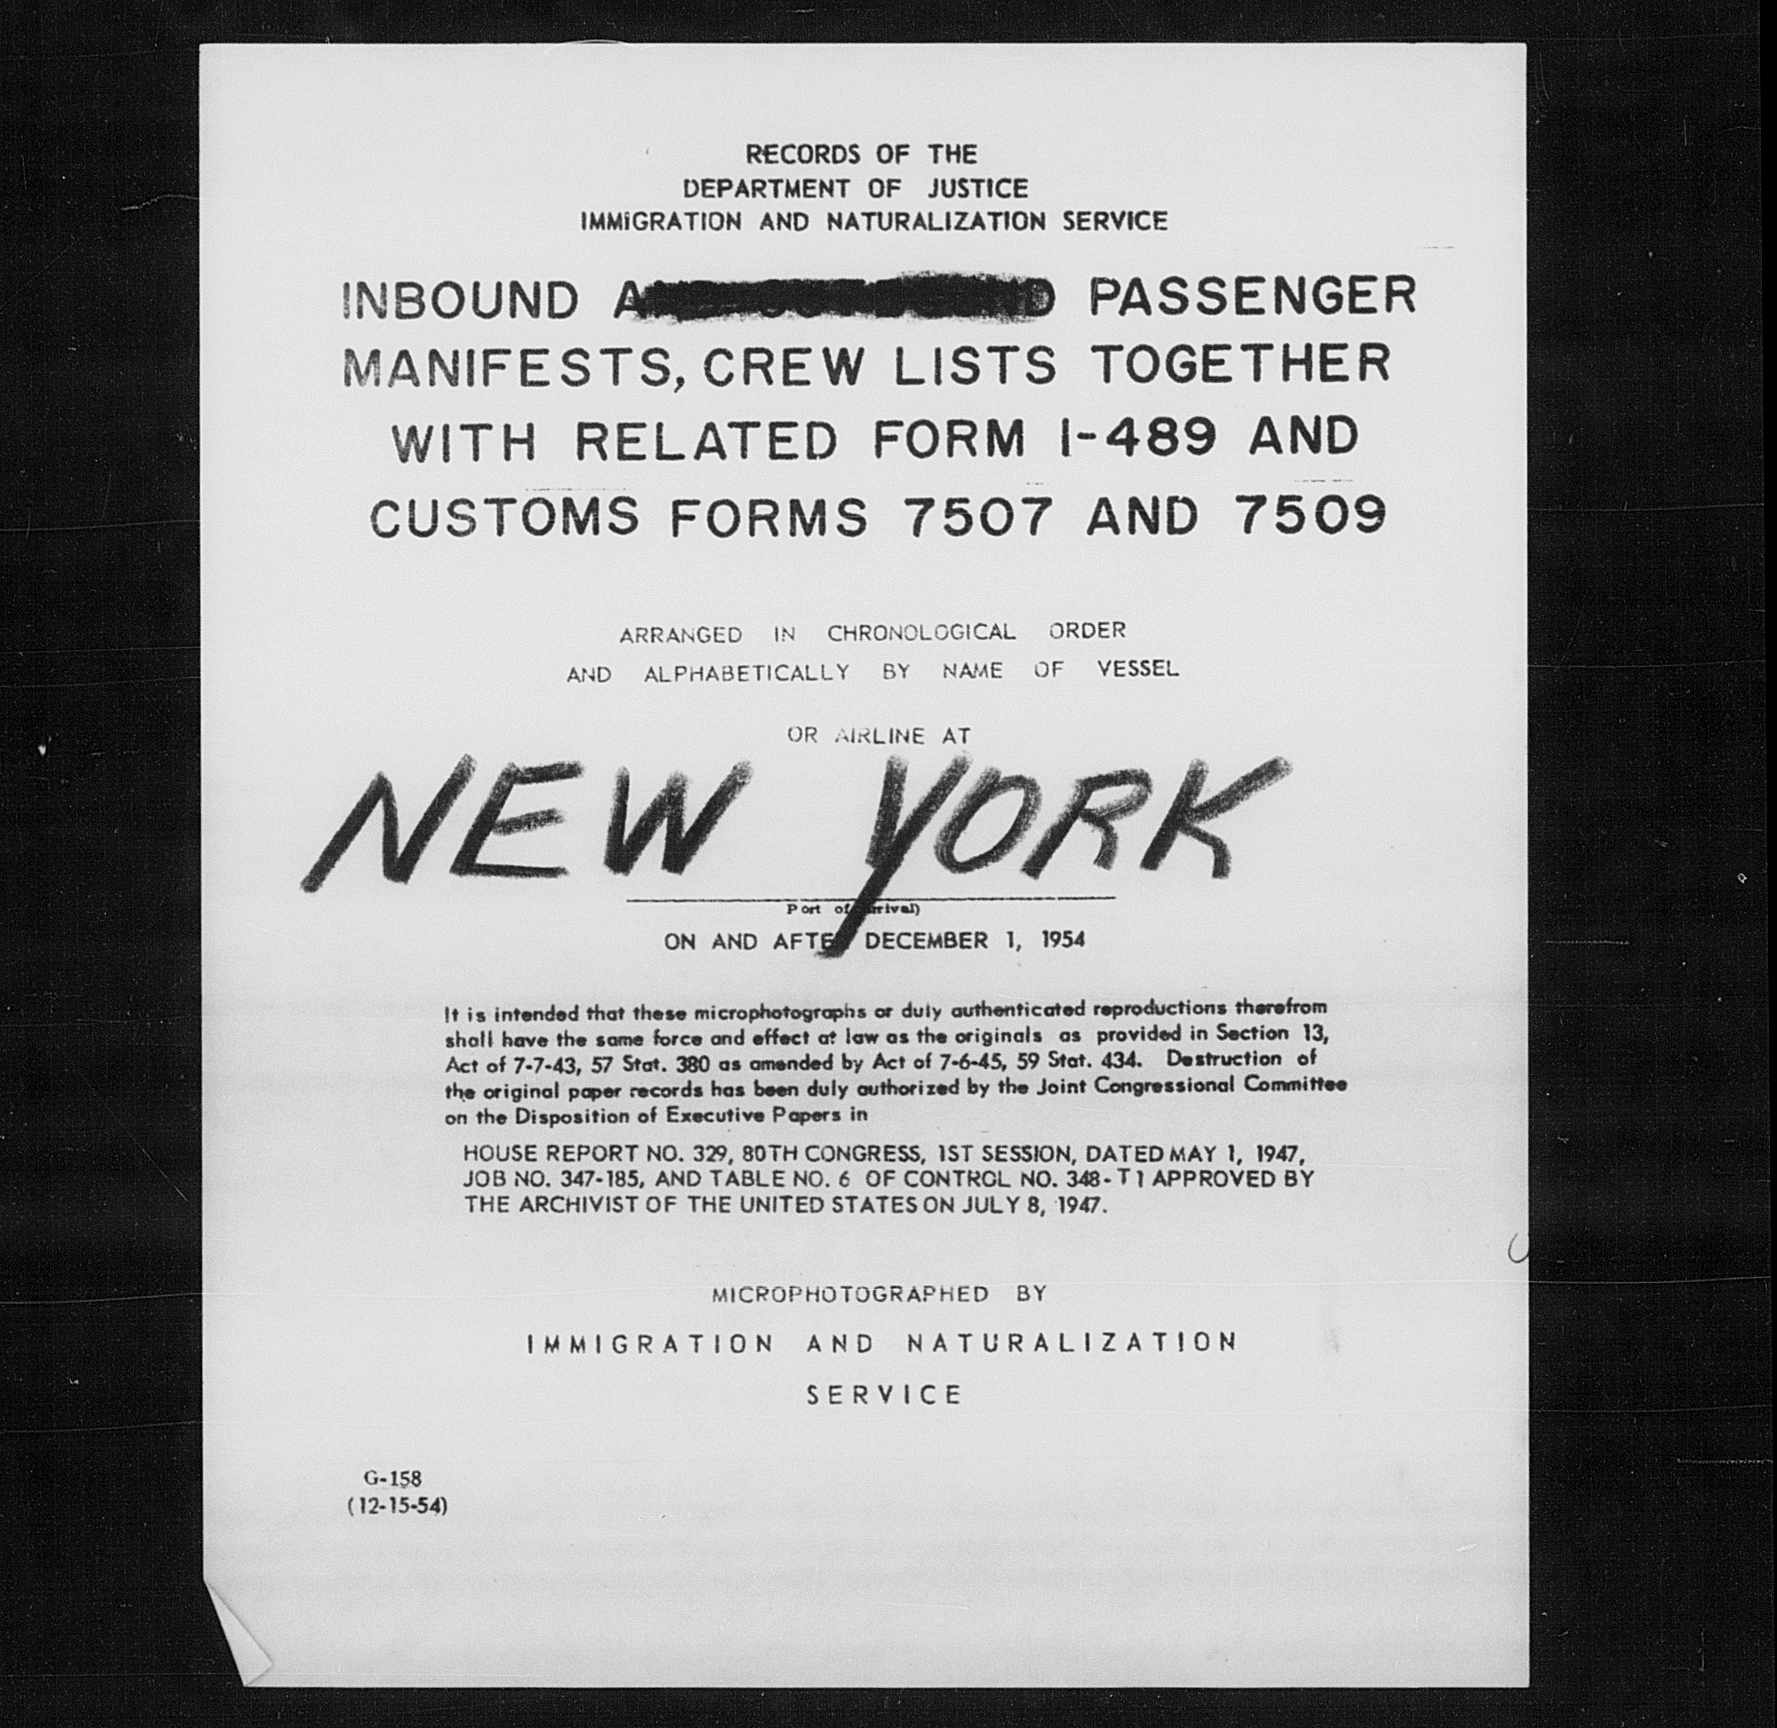 RECORDS OF THE
DEPARTMENT OF JUSTICE
IMMIGRATION AND NATURALIZATION SERVICE
INBOUND PASSENGER
MANIFESTS, CREW LISTS TOGETHER
WITH RELATED FORM I-489 AND
CUSTOMS FORMS 7507 AND 7509
ARRANGED IN CHRONOLOGICAL ORDER
AND ALPHABETICALLY BY NAME OF VESSEL
OR AIRLINE AT
NEW YORK
Port of
ON AND AFTER DECEMBER 1, 1954
It is intended that these microphotographs or duly authenticated reproductions therefrom
shall have the same force and effect at law as the originals as provided in Section 13,
Act of 7-7-43, 57 Stat. 380 as amended by Act of 7-6-45, 59 Stat. 434. Destruction of
the original paper records has been duly authorized by the Joint Congressional Committee
on the Disposition of Executive Papers in
HOUSE REPORT NO. 329, 80TH CONGRESS, 1ST SESSION, DATED MAY 1, 1947,
JOB NO. 347-185, AND TABLE NO. 6 OF CONTROL NO. 348-T1 APPROVED BY
THE ARCHIVIST OF THE UNITED STATES ON JULY 8, 1947.
MICROPHOTOGRAPHED BY
IMMIGRATION AND NATURALIZATION
SERVICE
G-158
(12-15-54)